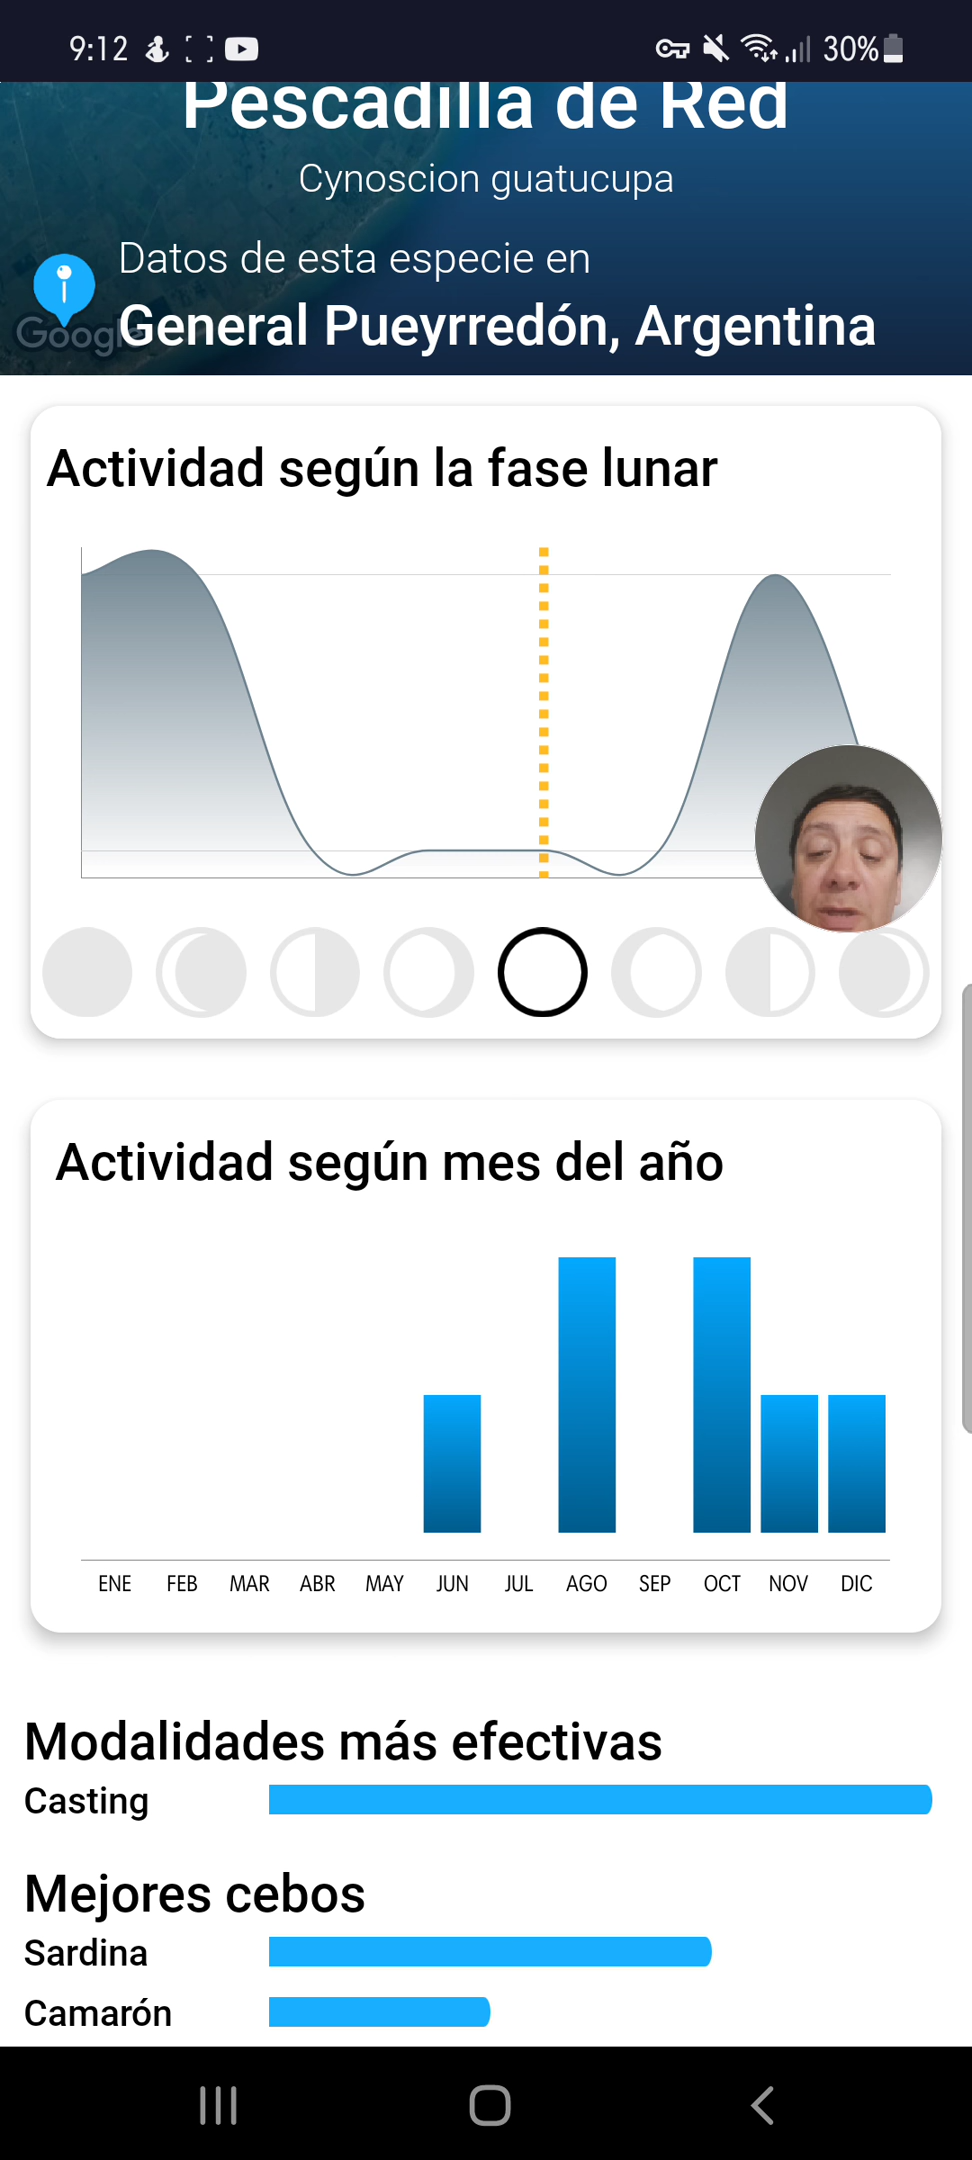 9:12
30%
Pescadilla de Red
Cynoscion guatucupa
Datos de esta especie en
Google
General Pueyrredón, Argentina
Actividad según la fase lunar
Actividad según mes del año
ENE FEB MAR ABR MAY JUN JUL AGO SEP OCT NOV DIC
Modalidades más efectivas
Casting
Mejores cebos
Sardina
Camarón